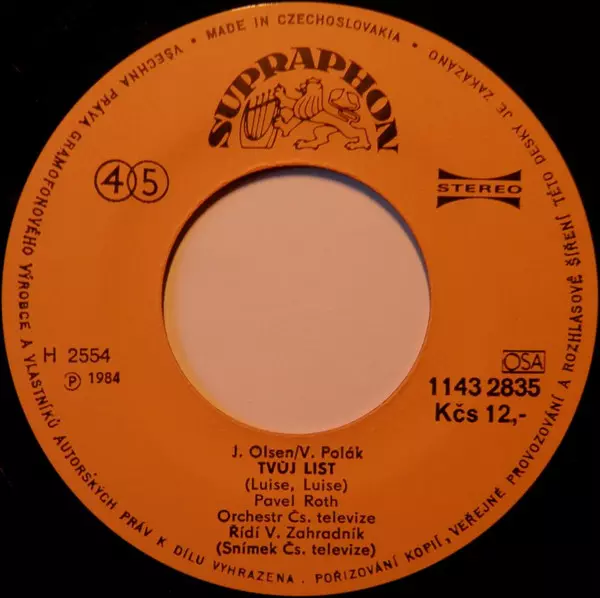 VŠECHNA PRÁVA GRAMOFONOVÉHO VÝROBCE A VLASTNÍKŮ AUTORSKÝCH PRÁV K DÍLU VYHRAZENA. POŘIZOVÁNÍ KOPIÍ, VEŘEJNÉ PROVOZOVÁNÍ A ROZHLASOVÉ ŠÍŘENÍ TÉTO DESKY JE ZAKÁZÁNO • MADE IN CZECHOSLOVAKIA •
SUPRAPHON
45
STEREO
H 2554
℗ 1984
OSA
1143 2835
Kčs 12,-
J. Olsen/V. Polák
TVŮJ LIST
(Luise, Luise)
Pavel Roth
Orchestr Čs. televize
Řídí V. Zahradník
(Snímek Čs. televize)